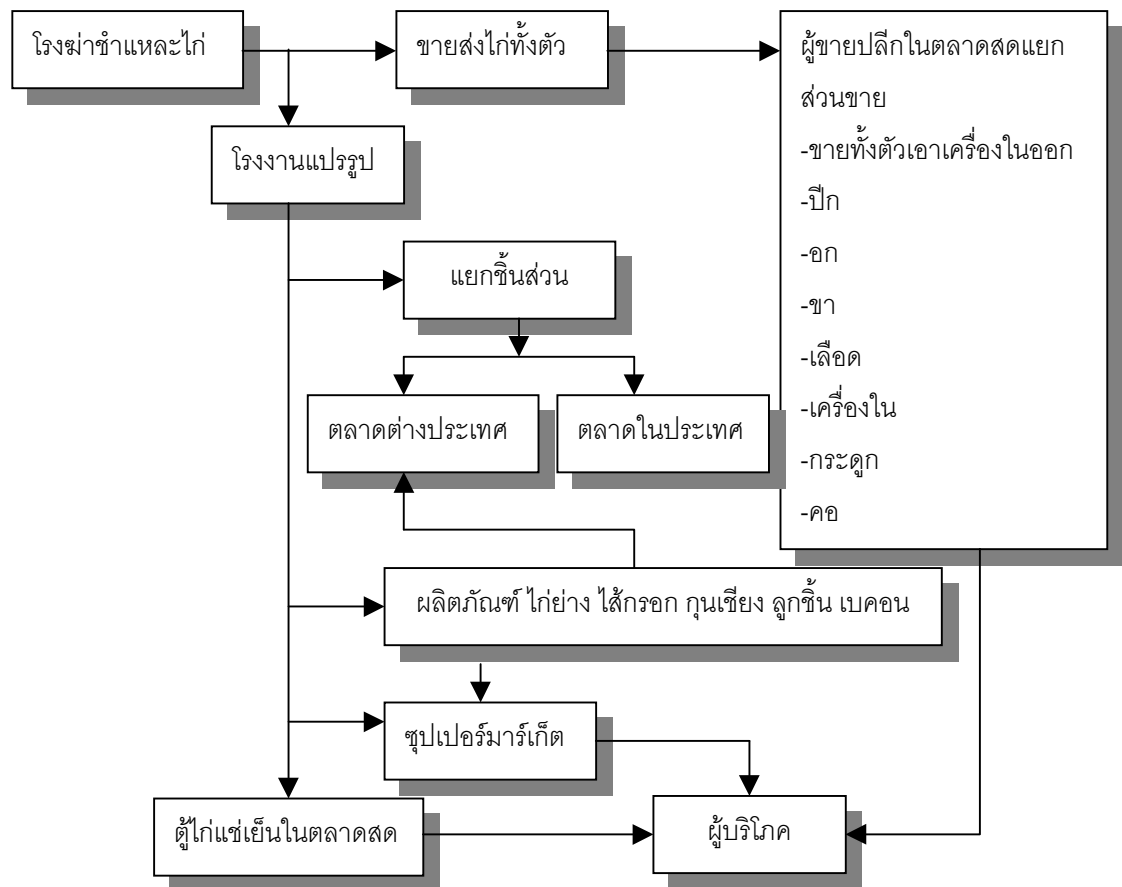 โรงฆ่าชำแหละไก่
ขายส่งไก่ทั้งตัว
ผู้ขายปลีกในตลาดสดแยก
ส่วนขาย
-ขายทั้งตัวเอาเครื่องในออก
-ปีก
-อก
-ขา
-เลือด
-เครื่องใน
-กระดูก
-คอ
โรงงานแปรรูป
แยกชิ้นส่วน
ตลาดต่างประเทศ
ตลาดในประเทศ
ผลิตภัณฑ์ ไก่ย่าง ไส้กรอก กุนเชียง ลูกชิ้น เบคอน
ซุปเปอร์มาร์เก็ต
ตู้ไก่แช่เย็นในตลาดสด
ผู้บริโภค